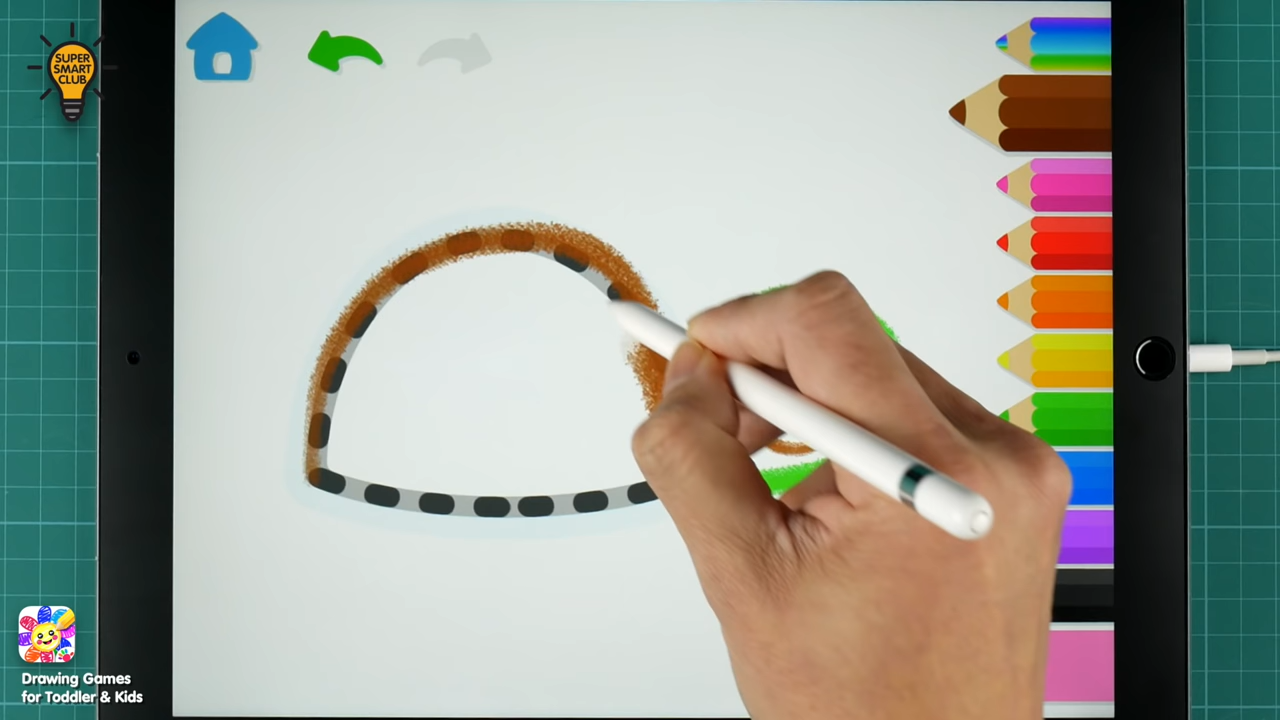 SUPER
SMART
CLUB
Drawing Games
for Toddler & Kids